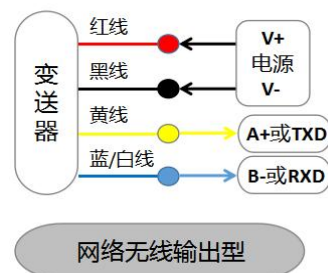 变送器
红线
黑线
黄线
蓝/白线
V+
电源
V-
A+或TXD
B-或RXD
网络无线输出型